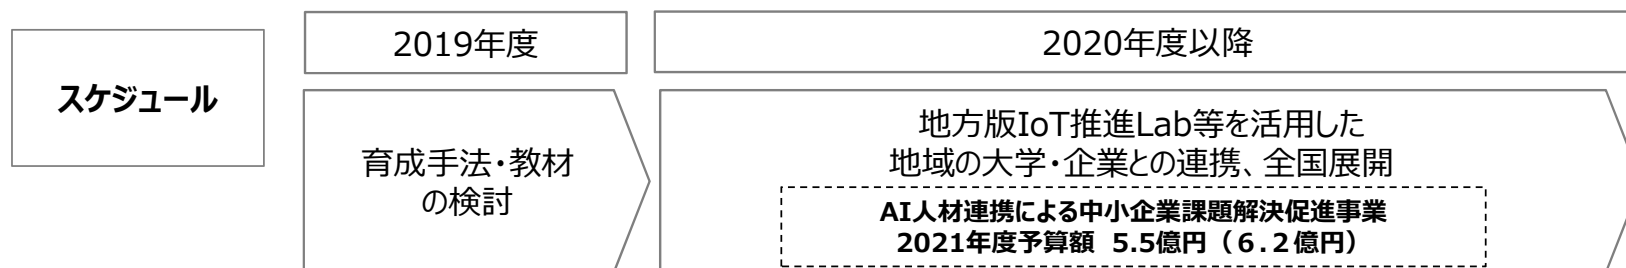 スケジュール
2019年度
2020年度以降
育成手法・教材
の検討
地方版IoT推進Lab等を活用した
地域の大学・企業との連携、全国展開
AI人材連携による中小企業課題解決促進事業
2021年度予算額 5.5億円（６.２億円）